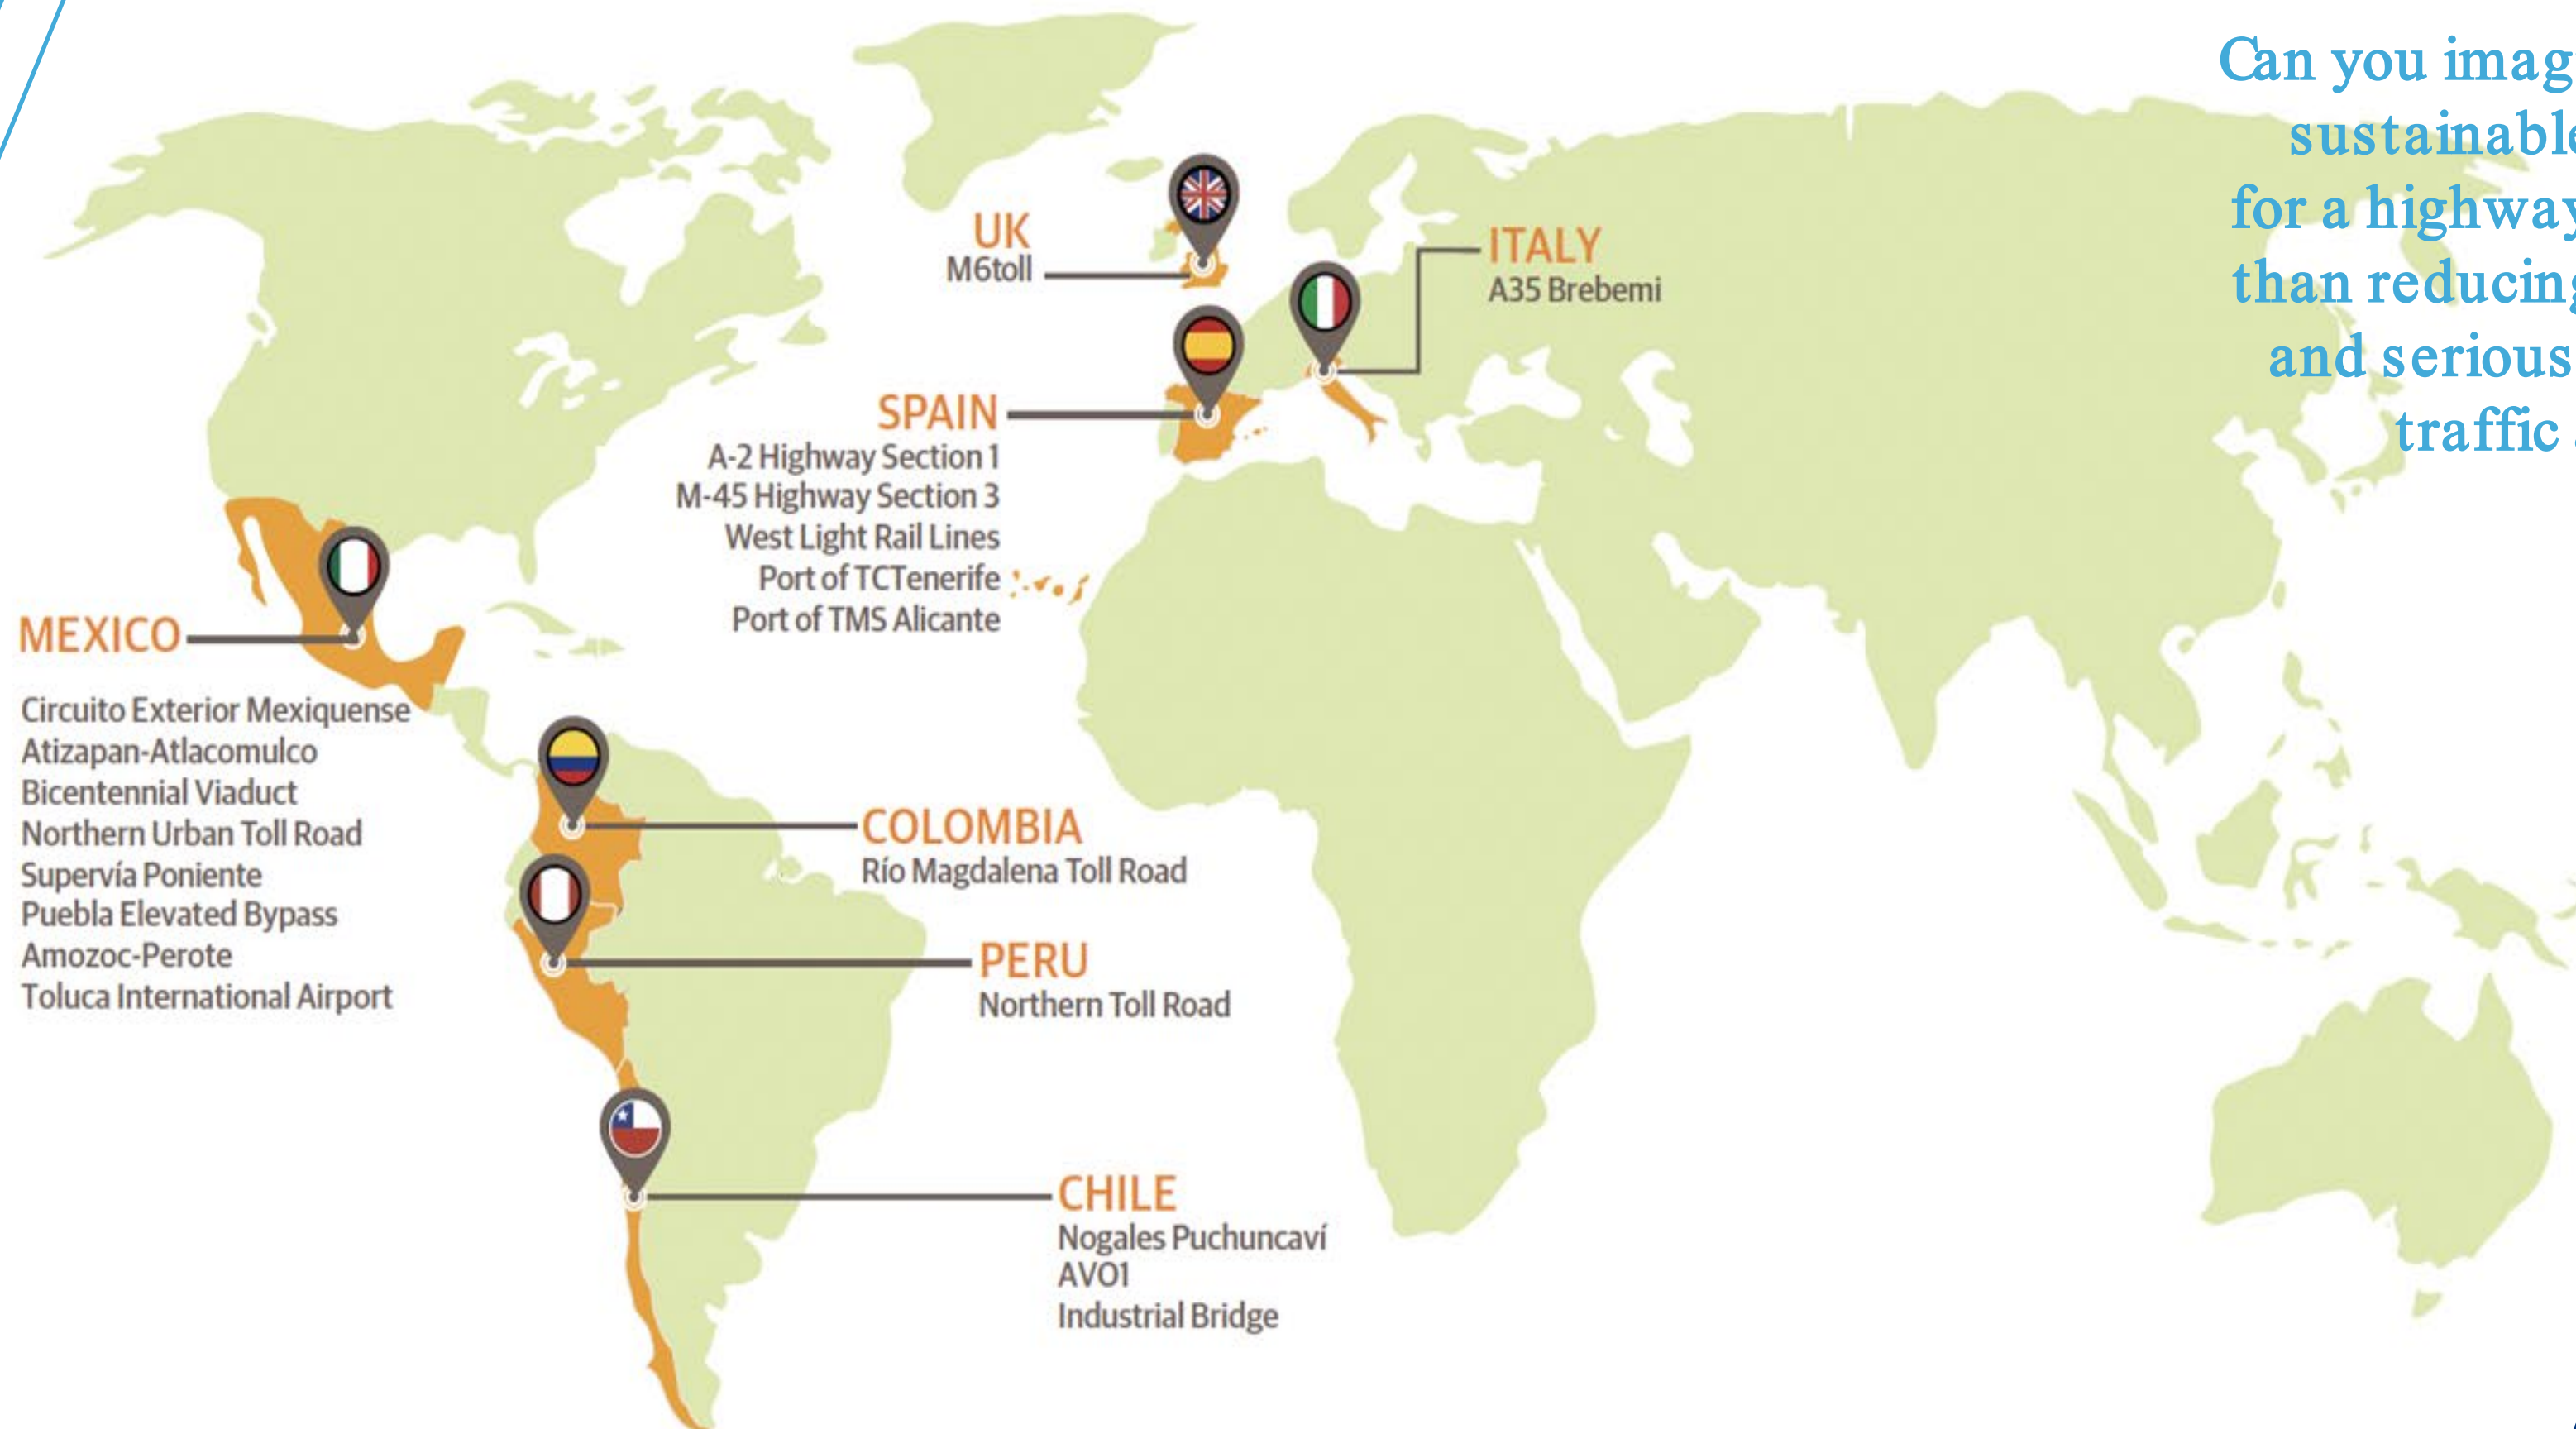 Can you imag
sustainable
for a highway
than reducing
and serious
traffic
UK
M6toll
ITALY
A35 Brebemi
SPAIN
A-2 Highway Section 1
M-45 Highway Section 3
West Light Rail Lines
Port of TCTenerife
Port of TMS Alicante
MEXICO
Circuito Exterior Mexiquense
Atizapan-Atlacomulco
Bicentennial Viaduct
Northern Urban Toll Road
Supervía Poniente
Puebla Elevated Bypass
Amozoc-Perote
Toluca International Airport
COLOMBIA
Río Magdalena Toll Road
PERU
Northern Toll Road
CHILE
Nogales Puchuncaví
AVO1
Industrial Bridge